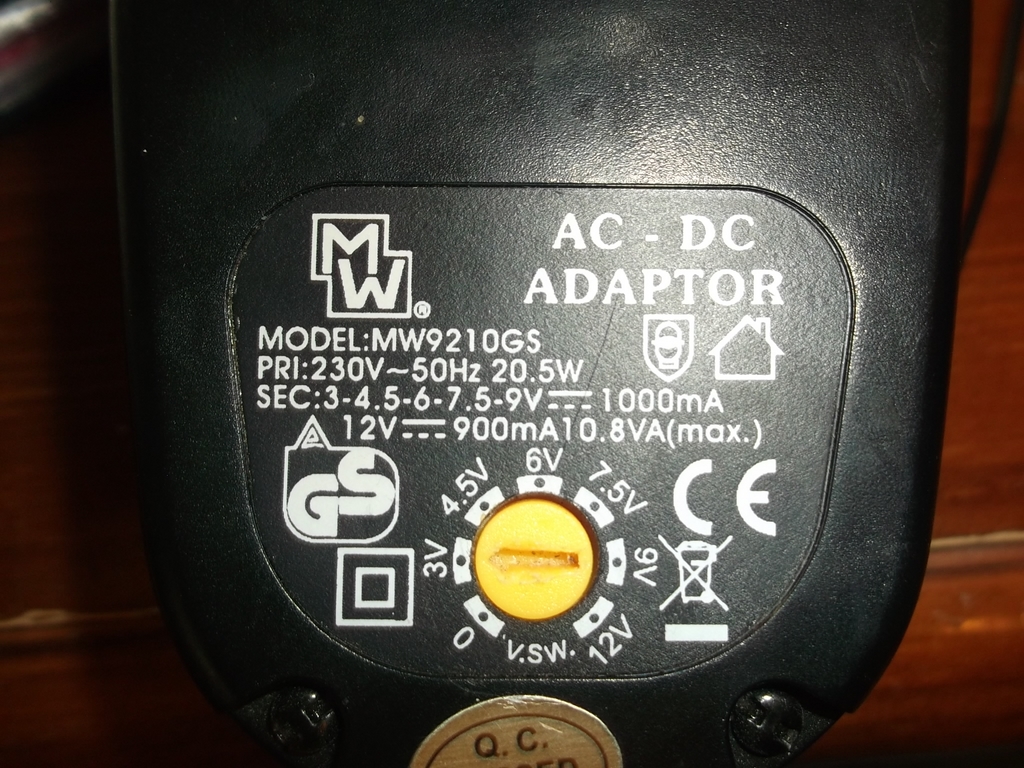 MW®
AC - DC
ADAPTOR
MODEL:MW9210GS
PRI:230V~50Hz 20.5W
SEC:3-4.5-6-7.5-9V⎓1000mA
12V⎓900mA10.8VA(max.)
GS
CE
0
3V
4.5V
6V
7.5V
9V
12V
V.SW.
Q. C.